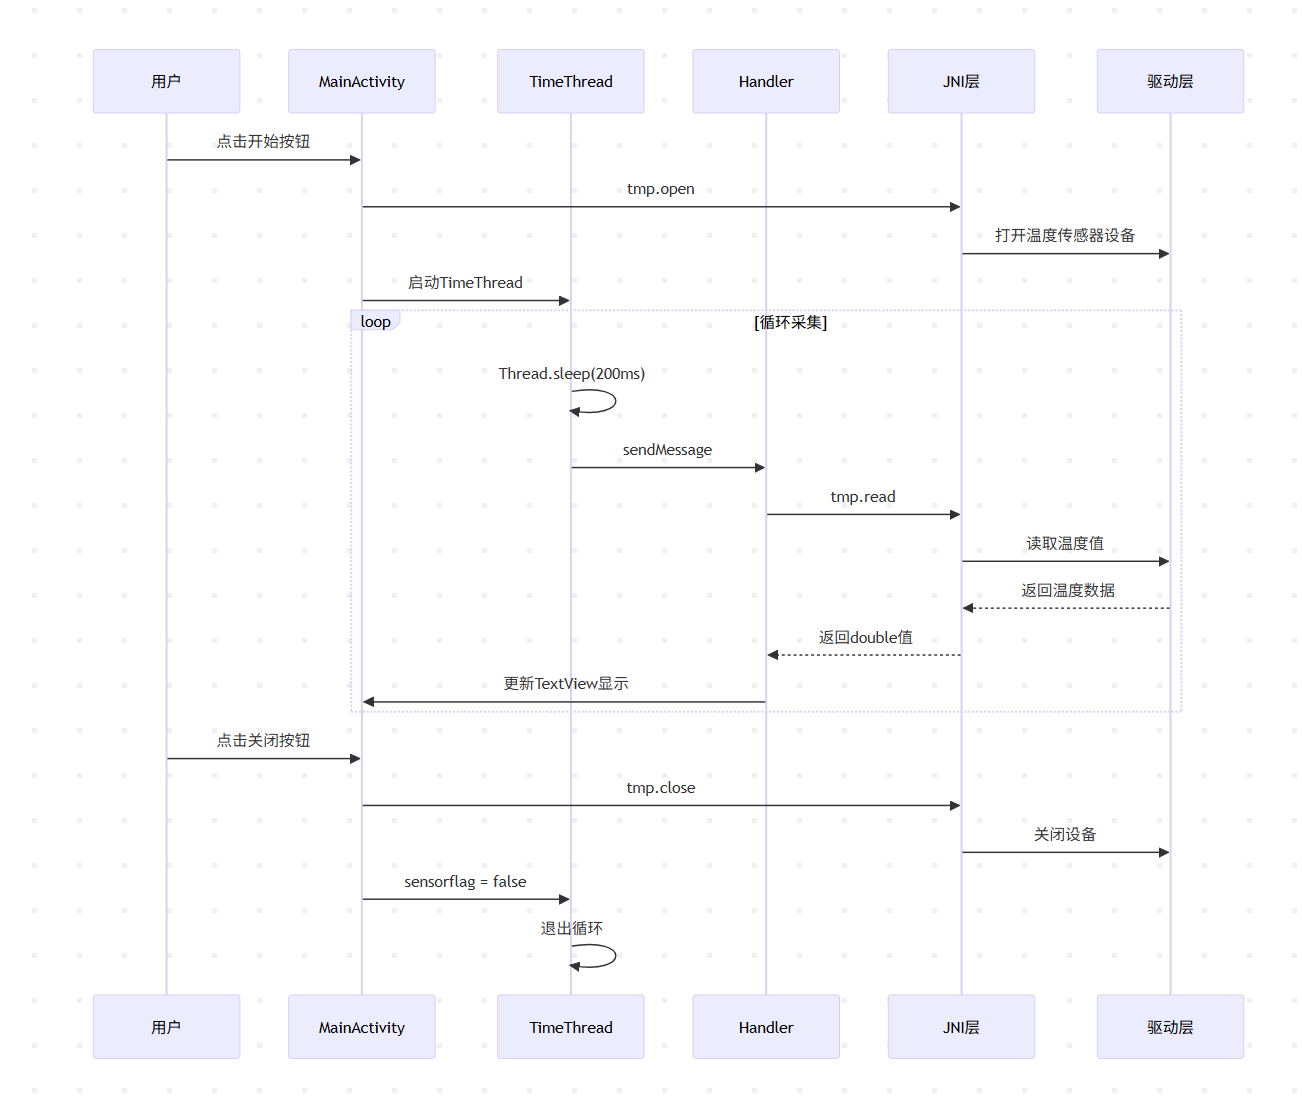 用户
MainActivity
TimeThread
Handler
JNI层
驱动层
点击开始按钮
tmp.open
打开温度传感器设备
启动TimeThread
loop
[循环采集]
Thread.sleep(200ms)
sendMessage
tmp.read
读取温度值
返回温度数据
返回double值
更新TextView显示
点击关闭按钮
tmp.close
关闭设备
sensorflag = false
退出循环
用户
MainActivity
TimeThread
Handler
JNI层
驱动层